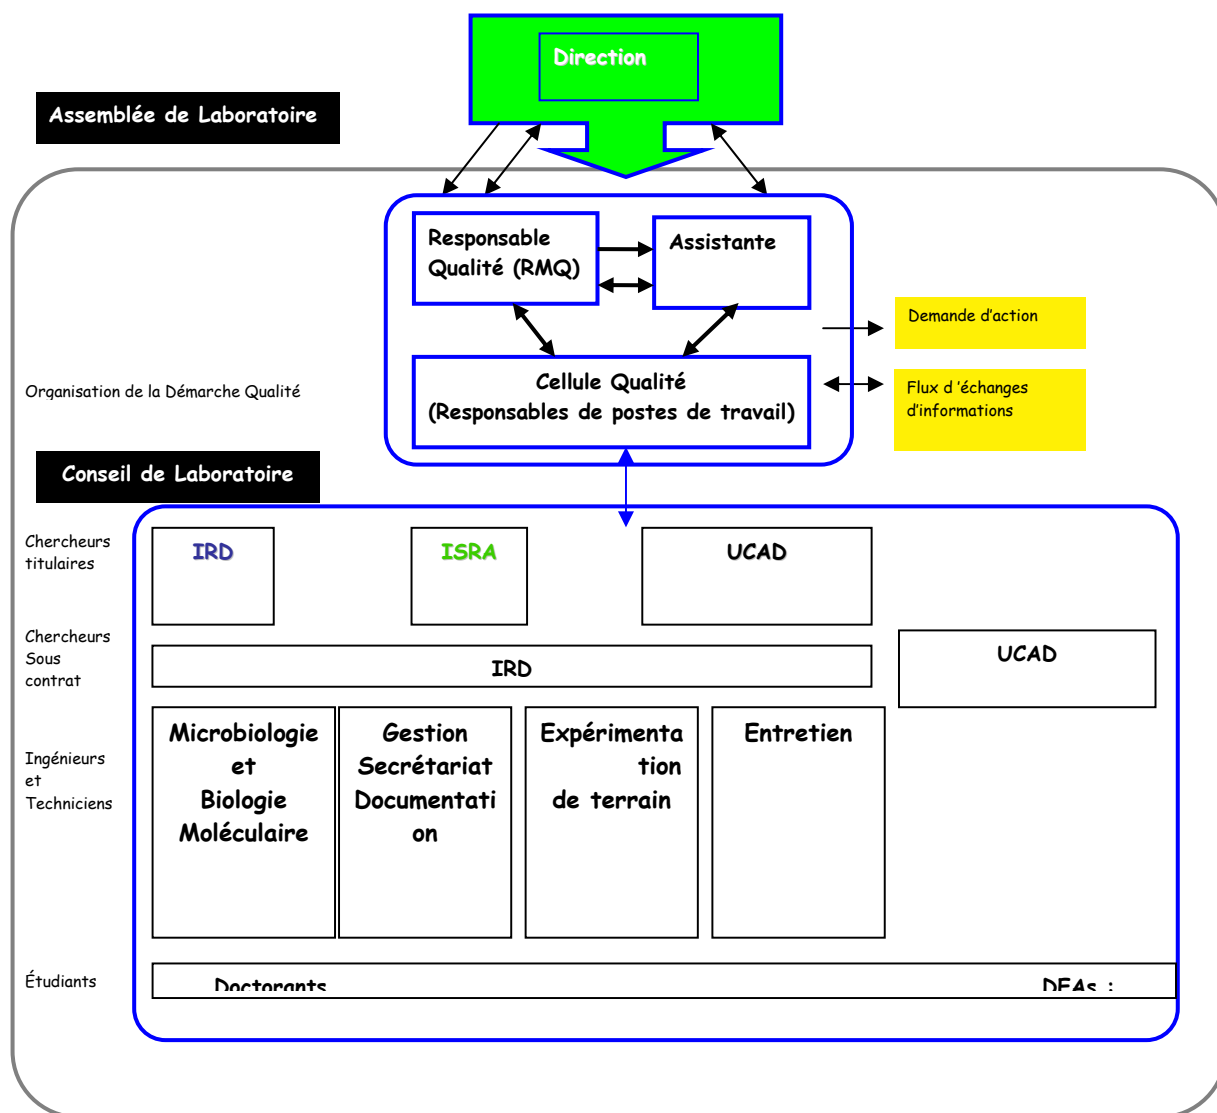 Direction
Assemblée de Laboratoire
Responsable
Qualité (RMQ)
Assistante
Demande d’action
Cellule Qualité
(Responsables de postes de travail)
Flux d ’échanges
d’informations
Organisation de la Démarche Qualité
Conseil de Laboratoire
Chercheurs
titulaires
IRD
ISRA
UCAD
Chercheurs
Sous
contrat
IRD
UCAD
Ingénieurs
et
Techniciens
Microbiologie
et
Biologie
Moléculaire
Gestion
Secrétariat
Documentati
on
Expérimenta
tion
de terrain
Entretien
Étudiants
Doctorants
DEAs :